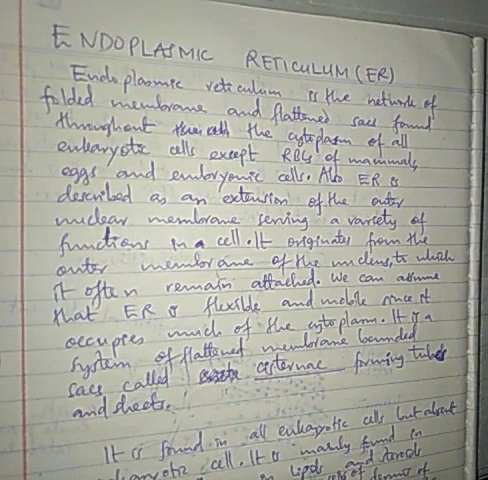 ENDOPLASMIC RETICULUM (ER)
Endoplasmic reticulum is the network of
folded membrane and flattened sacs found
throughout the cytoplasm of all
eukaryotic cells except RBCs of mammals,
eggs and embryonic cells. Also ER is
described as an extension of the outer
nuclear membrane serving a variety of
functions in a cell. It originates from the
outer membrane of the nucleus, to which
it often remain attached. We can assume
that ER is flexible and mobile since it
occupies much of the cytoplasm. It is a
system of flattened membrane bounded
sacs called cisternae forming tubes
and sheets.
It is found in all eukaryotic cells but absent
cell. It is mainly found in
lipids and steroids
of